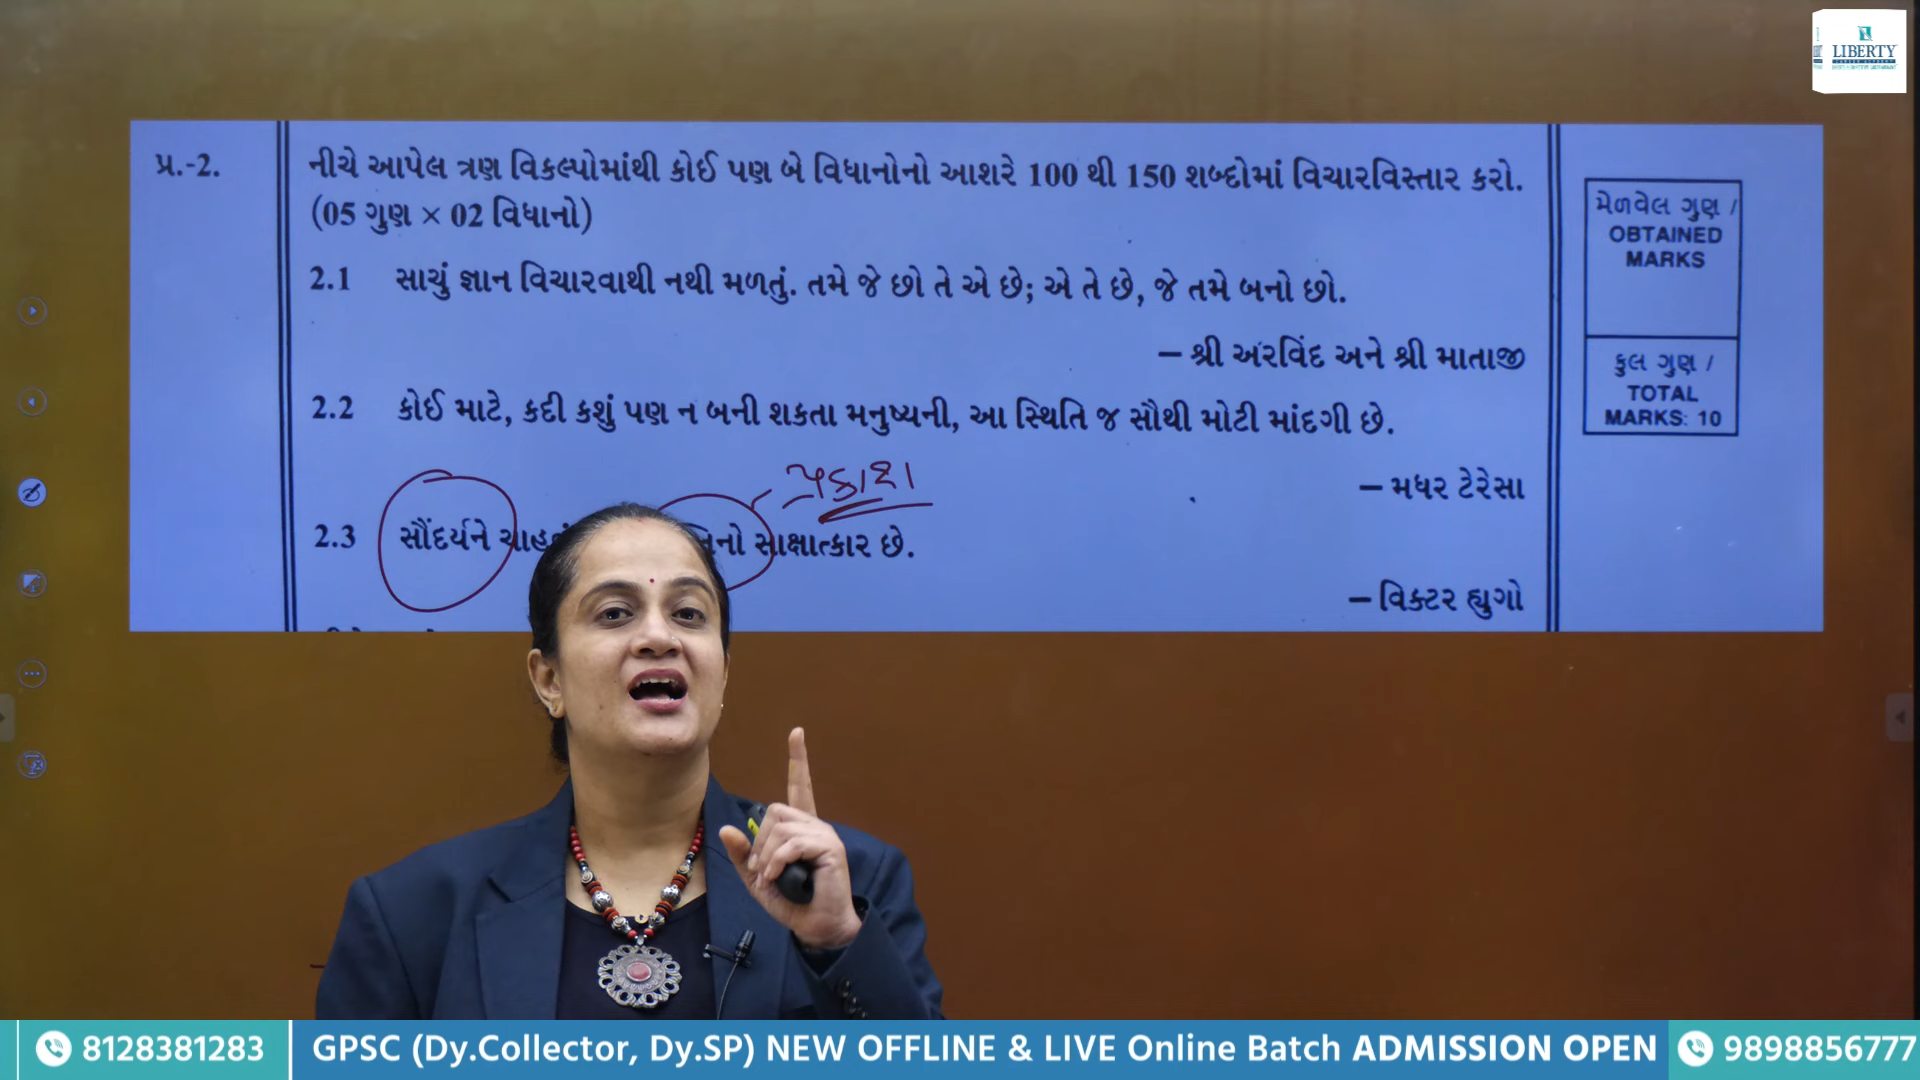 LIBERTY
પ્ર.-2.
નીચે આપેલ ત્રણ વિકલ્પોમાંથી કોઈ પણ બે વિધાનોનો આશરે 100 થી 150 શબ્દોમાં વિચારવિસ્તાર કરો.
(05 ગુણ × 02 વિધાનો)
2.1 સાચું જ્ઞાન વિચારવાથી નથી મળતું. તમે જે છો તે એ છે; એ તે છે, જે તમે બનો છો.
– શ્રી અરવિંદ અને શ્રી માતાજી
2.2 કોઈ માટે, કદી કશું પણ ન બની શકતા મનુષ્યની, આ સ્થિતિ જ સૌથી મોટી માંદગી છે.
– મધર ટેરેસા
પ્રકાશ
2.3 સૌંદર્યને સાક્ષાત્કાર છે.
– વિક્ટર હ્યુગો
મેળવેલ ગુણ /
OBTAINED
MARKS
કુલ ગુણ /
TOTAL
MARKS: 10
8128381283 GPSC (Dy.Collector, Dy.SP) NEW OFFLINE & LIVE Online Batch ADMISSION OPEN 9898856777